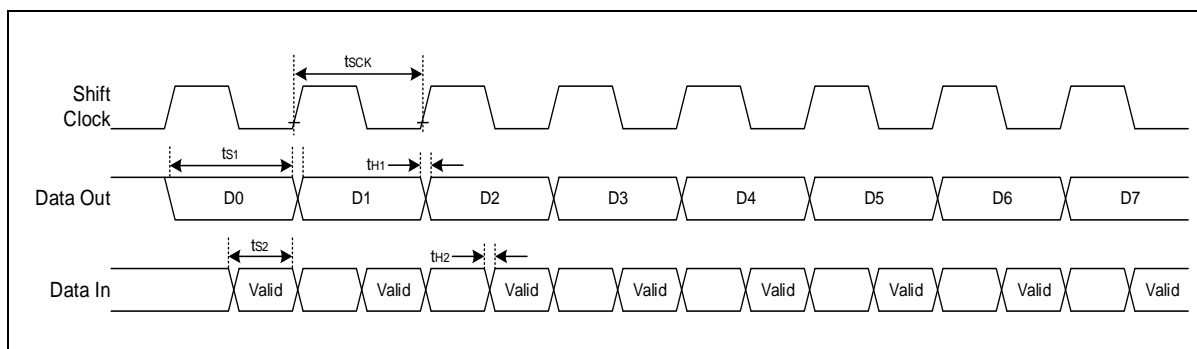 tSCK
Shift
Clock
tS1
tH1
Data Out
D0 D1 D2 D3 D4 D5 D6 D7
tS2
tH2
Data In
Valid Valid Valid Valid Valid Valid Valid Valid